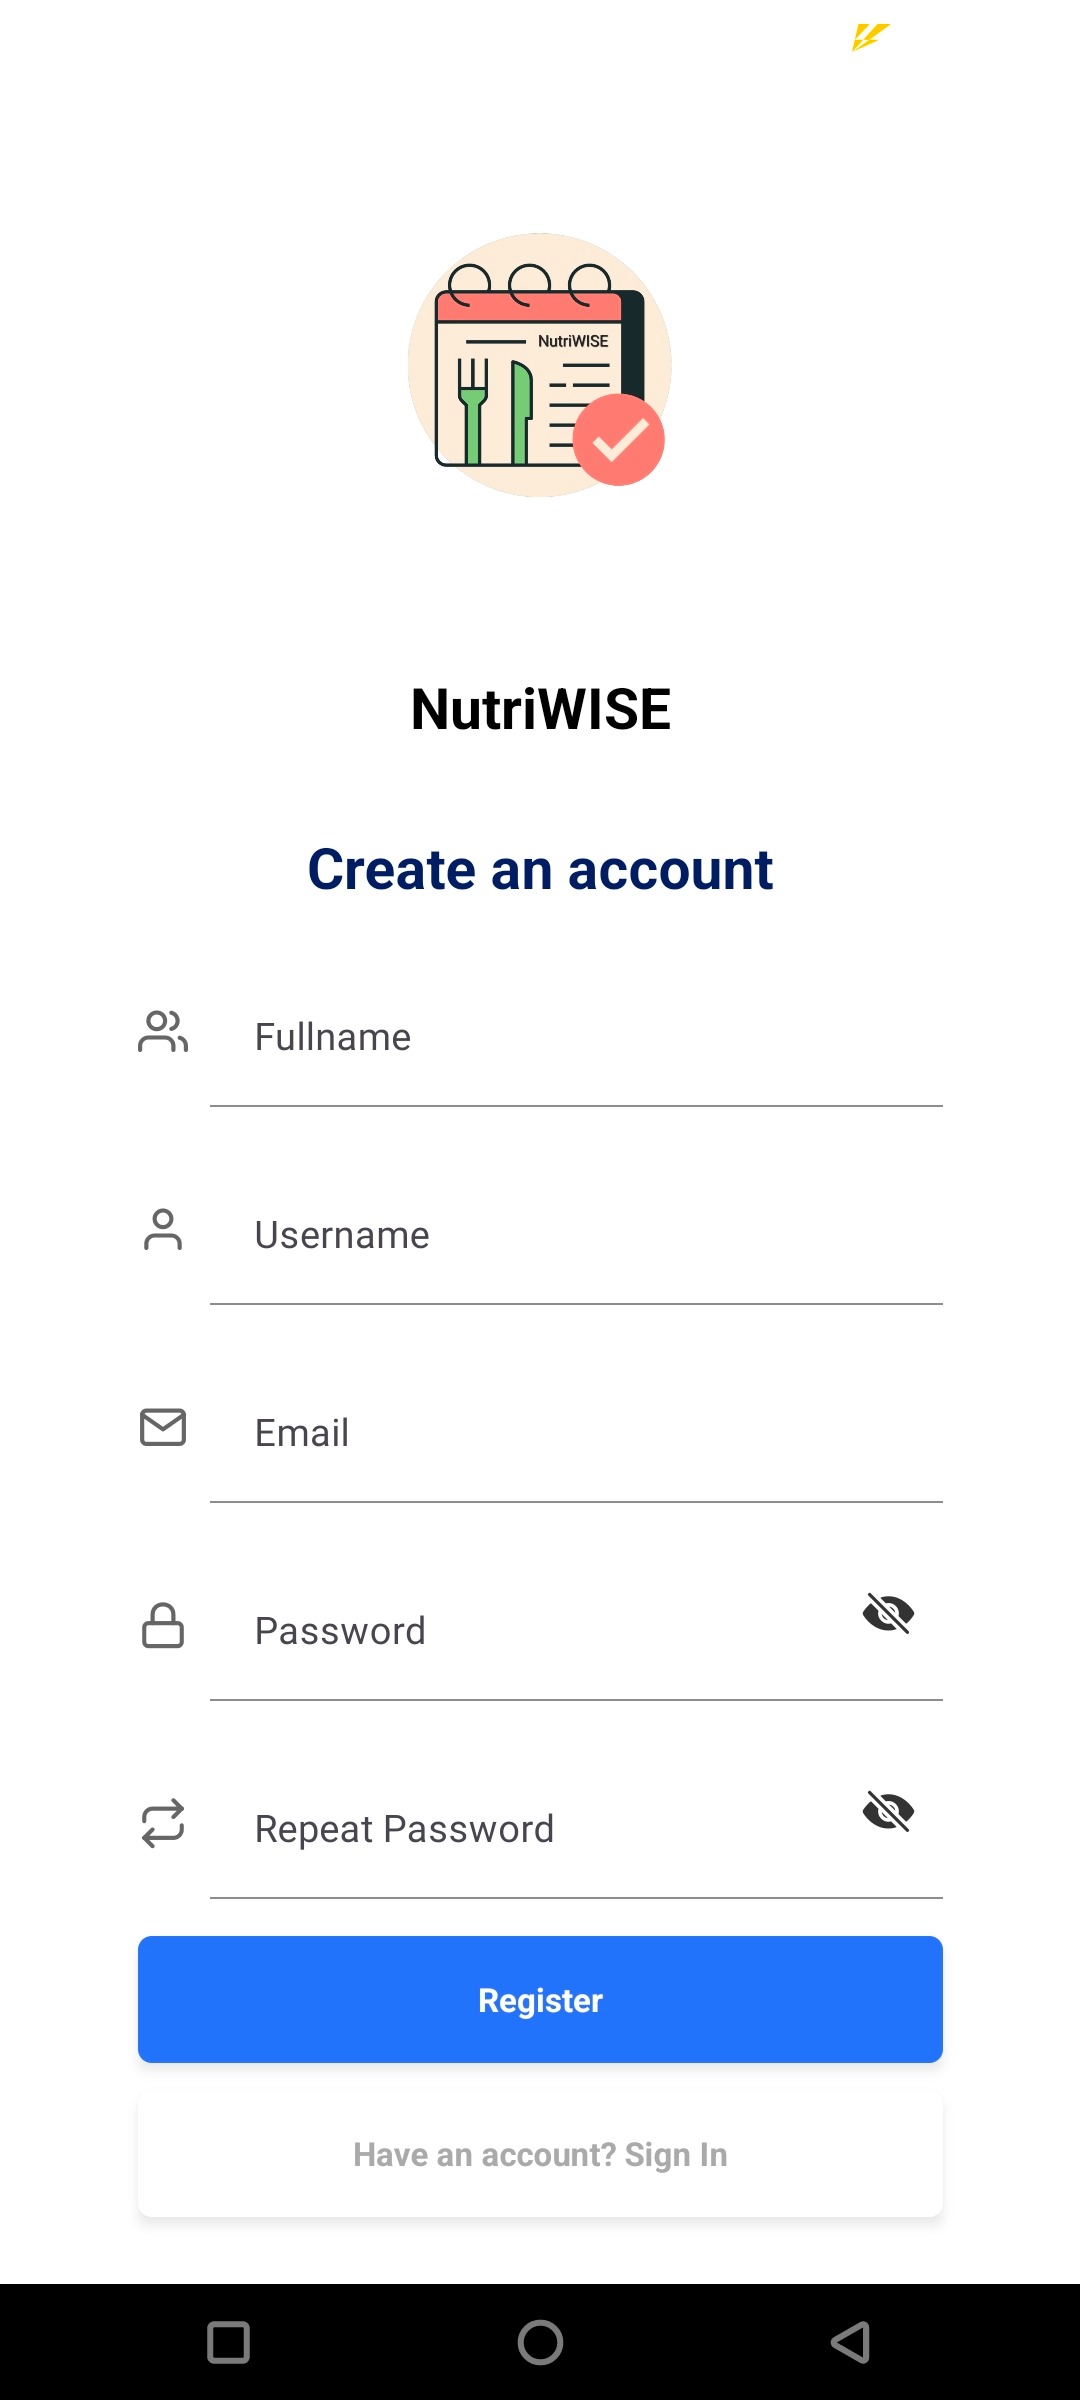 NutriWISE
NutriWISE
Create an account
Fullname
Username
Email
Password
Repeat Password
Register
Have an account? Sign In